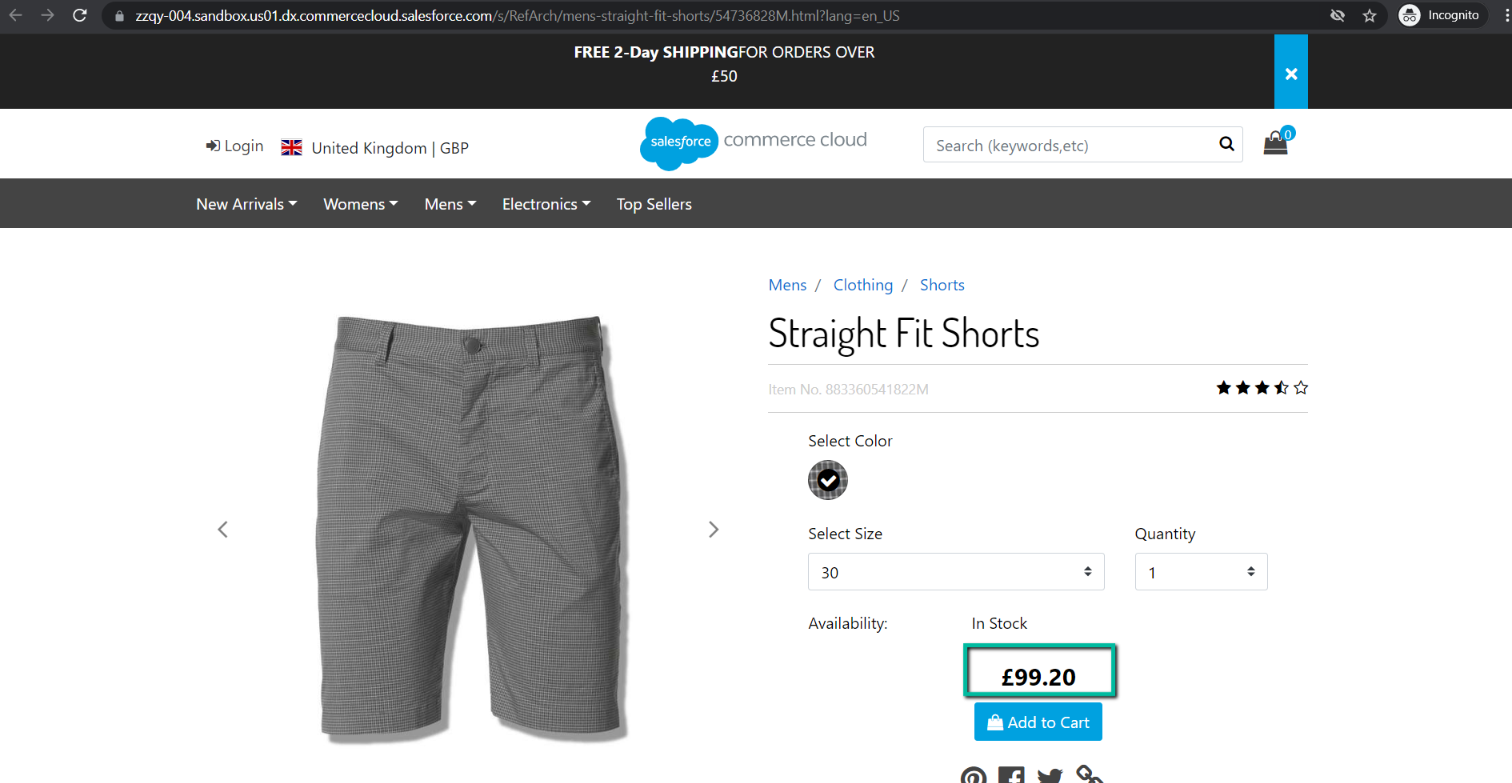 zzqy-004.sandbox.us01.dx.commercecloud.salesforce.com/s/RefArch/mens-straight-fit-shorts/54736828M.html?lang=en_US
Incognito
FREE 2-Day SHIPPINGFOR ORDERS OVER
£50
Login
United Kingdom | GBP
salesforce commerce cloud
Search (keywords,etc)
0
New Arrivals Womens Mens Electronics Top Sellers
Mens / Clothing / Shorts
Straight Fit Shorts
Item No. 883360541822M
Select Color
Select Size Quantity
30 1
Availability: In Stock
£99.20
Add to Cart